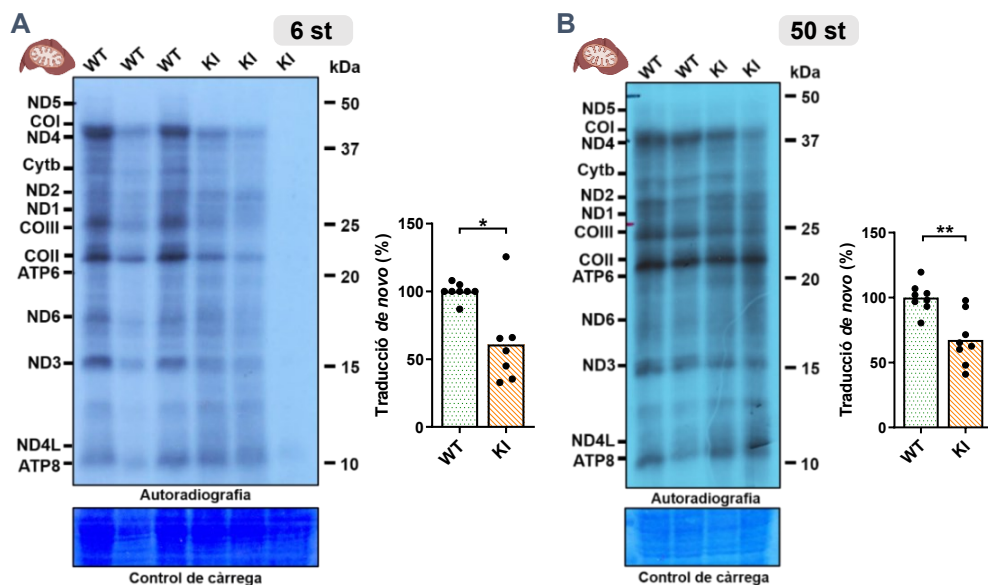 A
6 st
WT WT WT KI KI KI
kDa
ND5
COI
ND4
Cytb
ND2
ND1
COIII
COII
ATP6
ND6
ND3
ND4L
ATP8
50
37
25
20
15
10
Autoradiografia
Control de càrrega
Traducció de novo (%)
150
100
50
0
*
WT KI
B
50 st
WT WT KI KI
kDa
ND5
COI
ND4
Cytb
ND2
ND1
COIII
COII
ATP6
ND6
ND3
ND4L
ATP8
50
37
25
20
15
10
Autoradiografia
Control de càrrega
Traducció de novo (%)
150
100
50
0
**
WT KI